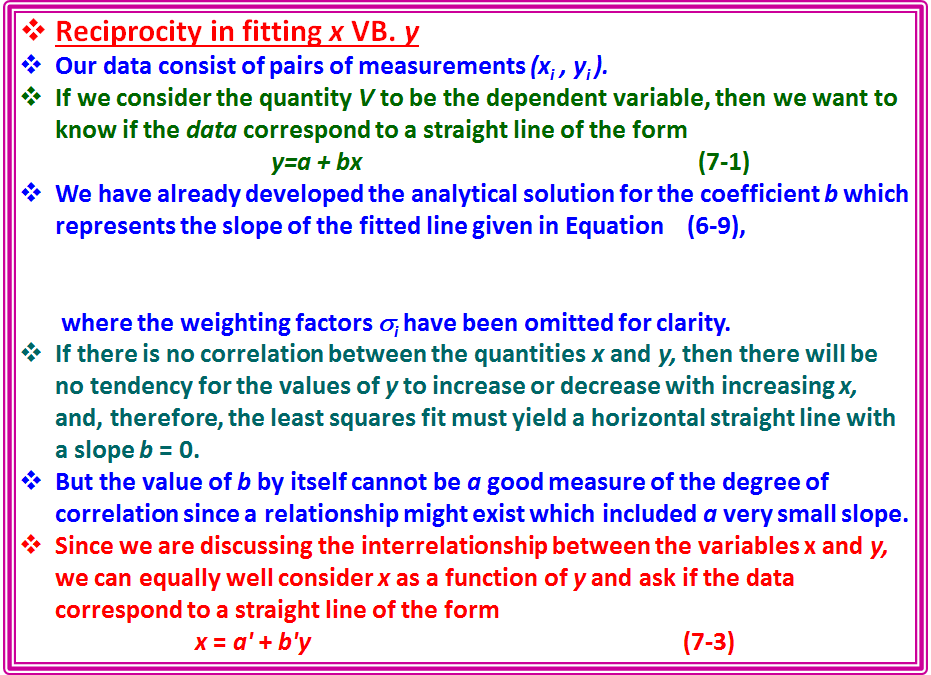 ❖ Reciprocity in fitting x VB. y
❖ Our data consist of pairs of measurements (xᵢ , yᵢ ).
❖ If we consider the quantity V to be the dependent variable, then we want to
know if the data correspond to a straight line of the form
y=a + bx (7-1)
❖ We have already developed the analytical solution for the coefficient b which
represents the slope of the fitted line given in Equation (6-9),
where the weighting factors σᵢ have been omitted for clarity.
❖ If there is no correlation between the quantities x and y, then there will be
no tendency for the values of y to increase or decrease with increasing x,
and, therefore, the least squares fit must yield a horizontal straight line with
a slope b = 0.
❖ But the value of b by itself cannot be a good measure of the degree of
correlation since a relationship might exist which included a very small slope.
❖ Since we are discussing the interrelationship between the variables x and y,
we can equally well consider x as a function of y and ask if the data
correspond to a straight line of the form
x = a' + b'y (7-3)